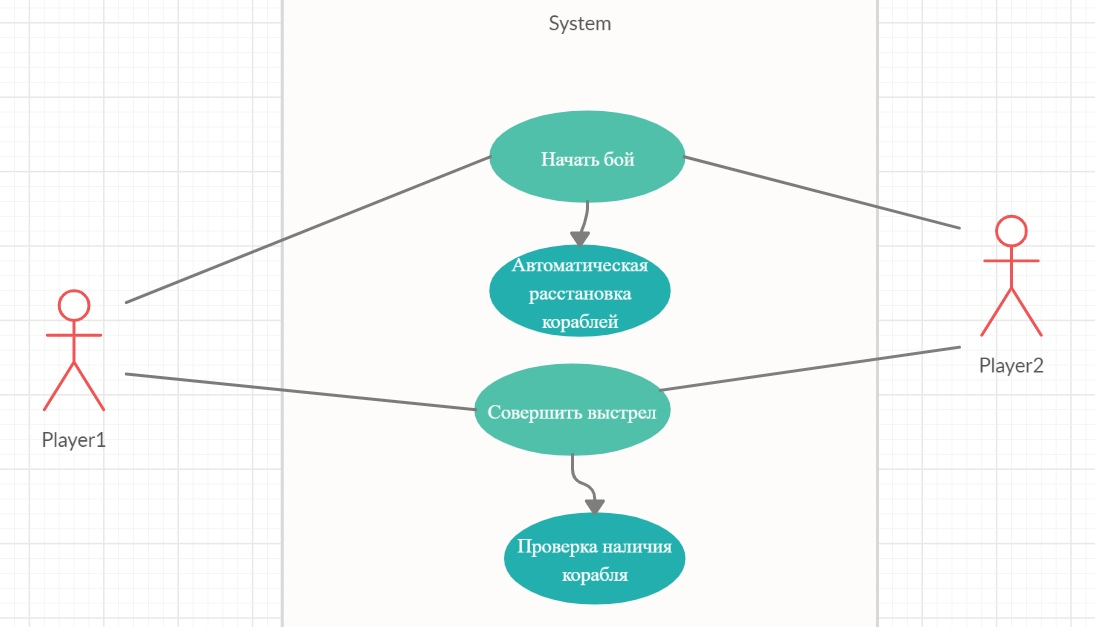 System
Начать бой
Автоматическая
расстановка
кораблей
Совершить выстрел
Player2
Player1
Проверка наличия
корабля